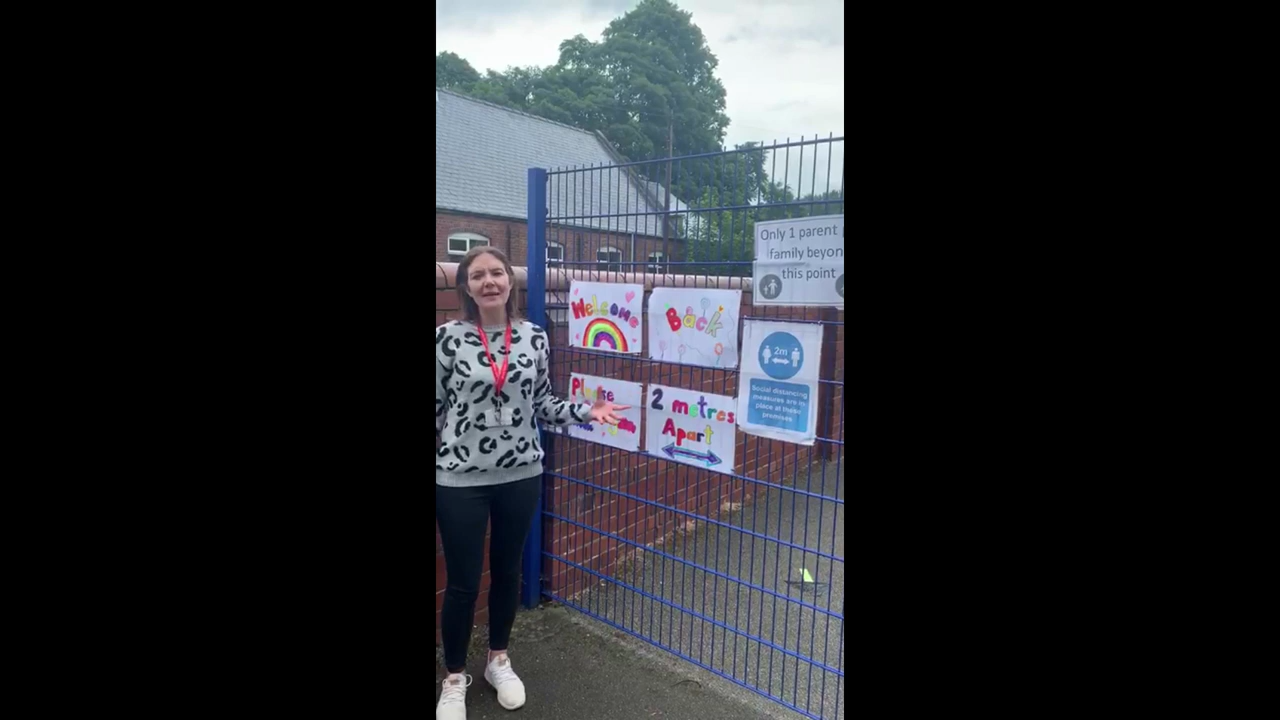 Only 1 parent
family beyon
this point
Welcome
Back
2m
Social distancing
measures are in
place at these
premises
Please
2 metres
Apart